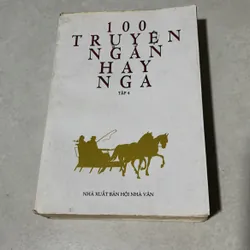 100
TRUYỆN
NGẮN
HAY
NGA
TẬP 4
NHÀ XUẤT BẢN HỘI NHÀ VĂN